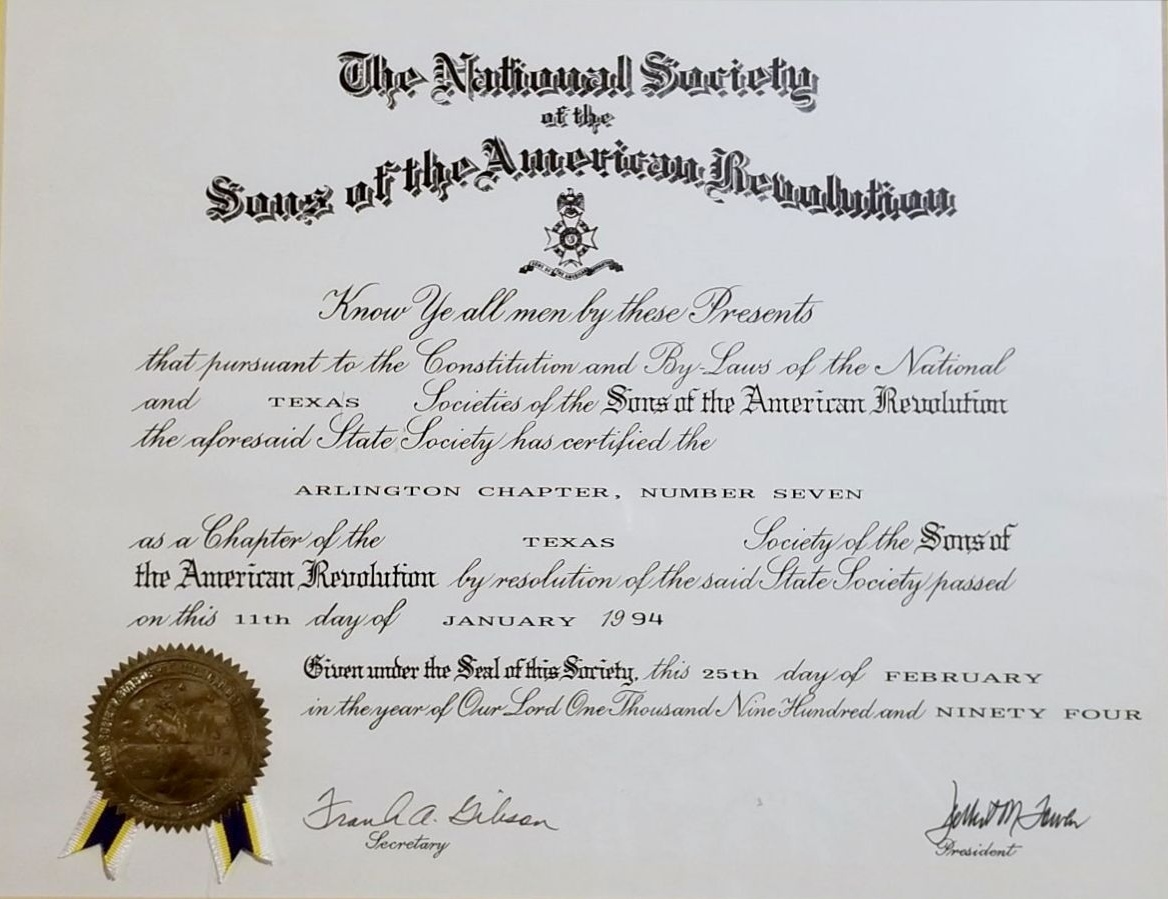 The National Society
of the
Sons of the American Revolution
Know Ye all men by these Presents
that pursuant to the Constitution and By-Laws of the National
and TEXAS Societies of the Sons of the American Revolution
the aforesaid State Society has certified the
ARLINGTON CHAPTER, NUMBER SEVEN
as a Chapter of the TEXAS Society of the Sons of
the American Revolution by resolution of the said State Society passed
on this 11th day of JANUARY 1994
Given under the Seal of this Society, this 25th day of FEBRUARY
in the year of Our Lord One Thousand Nine Hundred and NINETY FOUR
Frank A. Gibson
Secretary
President